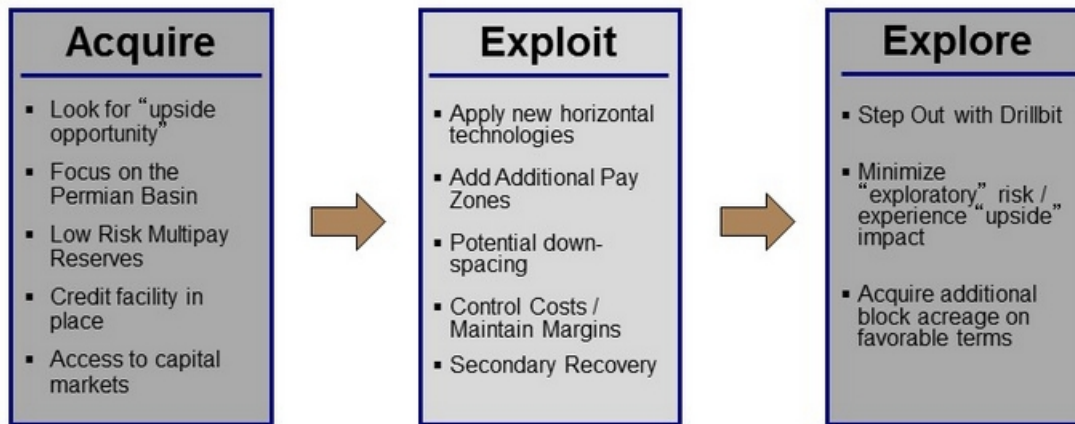 Acquire
▪ Look for “upside
opportunity”
▪ Focus on the
Permian Basin
▪ Low Risk Multipay
Reserves
▪ Credit facility in
place
▪ Access to capital
markets
Exploit
▪ Apply new horizontal
technologies
▪ Add Additional Pay
Zones
▪ Potential down-
spacing
▪ Control Costs /
Maintain Margins
▪ Secondary Recovery
Explore
▪ Step Out with Drillbit
▪ Minimize
“exploratory” risk /
experience “upside”
impact
▪ Acquire additional
block acreage on
favorable terms